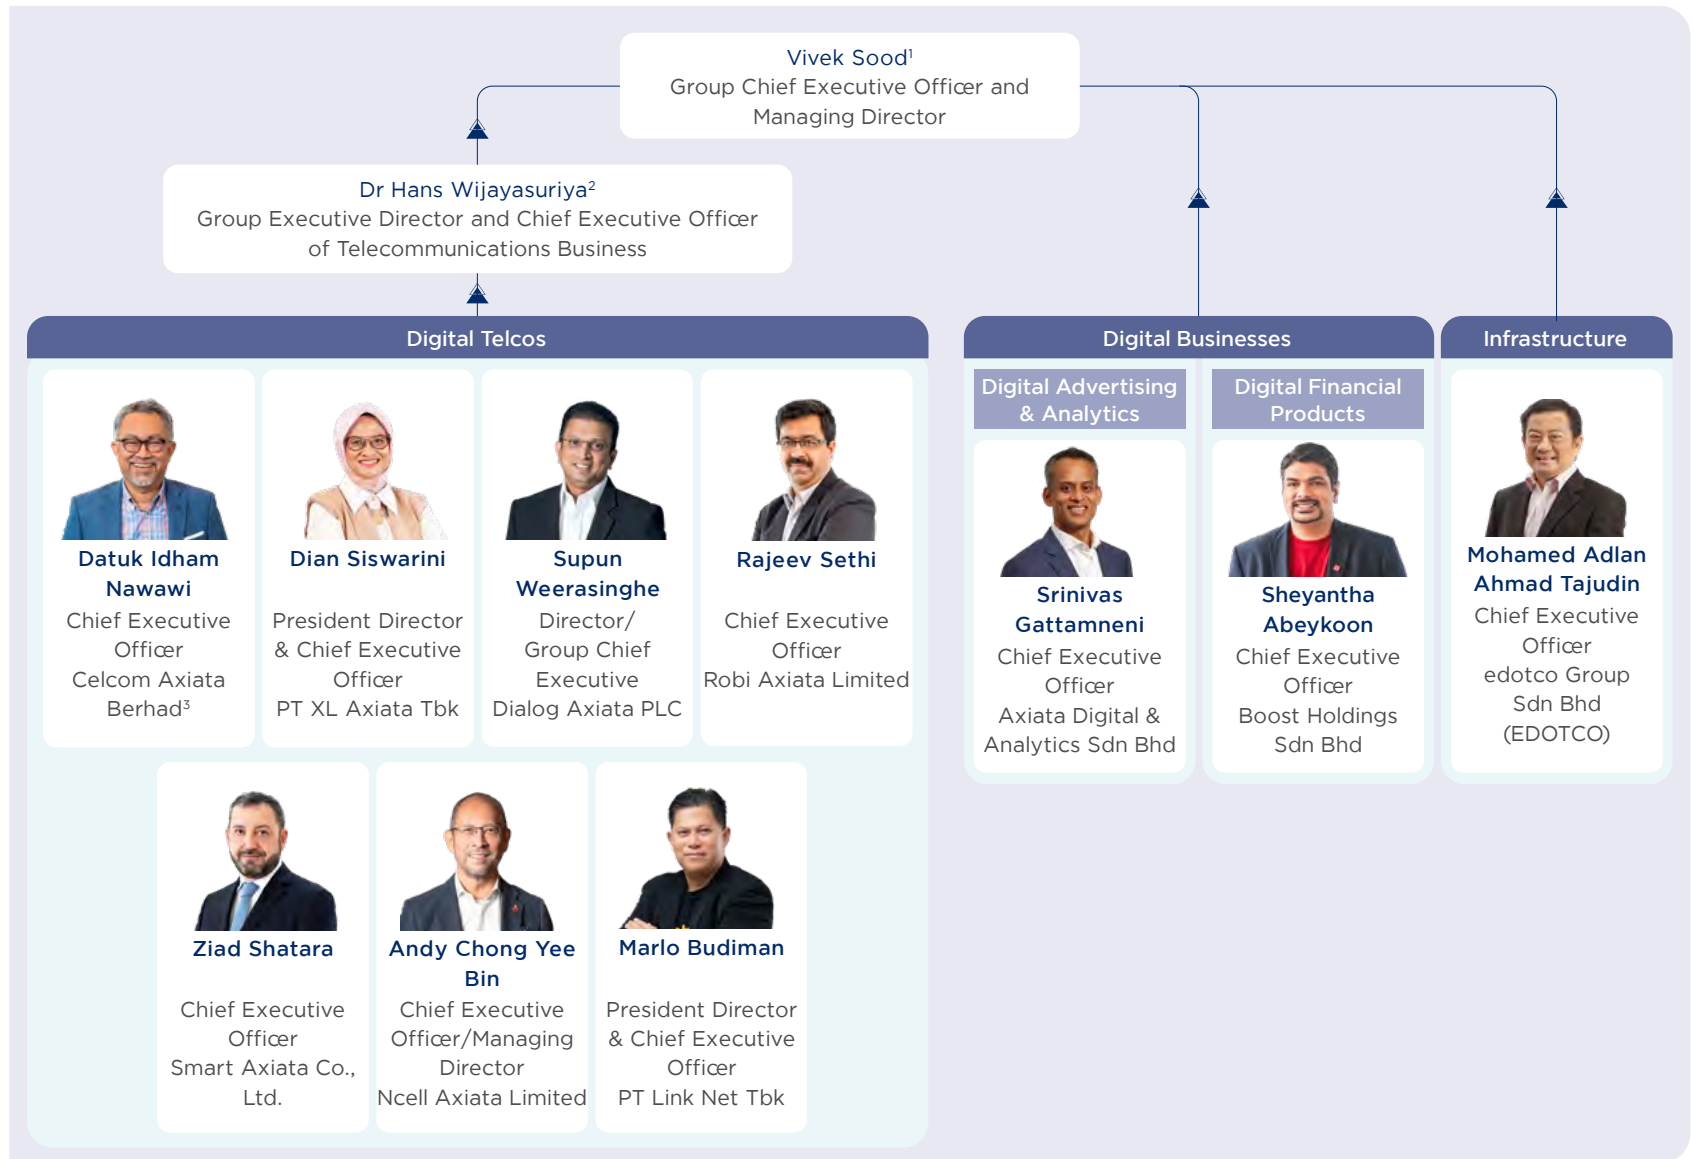 Vivek Sood¹
Group Chief Executive Officer and
Managing Director
Dr Hans Wijayasuriya²
Group Executive Director and Chief Executive Officer
of Telecommunications Business
Digital Telcos
Datuk Idham
Nawawi
Chief Executive
Officer
Celcom Axiata
Berhad³
Dian Siswarini
President Director
& Chief Executive
Officer
PT XL Axiata Tbk
Supun
Weerasinghe
Director/
Group Chief
Executive
Dialog Axiata PLC
Rajeev Sethi
Chief Executive
Officer
Robi Axiata Limited
Ziad Shatara
Chief Executive
Officer
Smart Axiata Co.,
Ltd.
Andy Chong Yee
Bin
Chief Executive
Officer/Managing
Director
Ncell Axiata Limited
Marlo Budiman
President Director
& Chief Executive
Officer
PT Link Net Tbk
Digital Businesses
Digital Advertising
& Analytics
Srinivas
Gattamneni
Chief Executive
Officer
Axiata Digital &
Analytics Sdn Bhd
Digital Financial
Products
Sheyantha
Abeykoon
Chief Executive
Officer
Boost Holdings
Sdn Bhd
Infrastructure
Mohamed Adlan
Ahmad Tajudin
Chief Executive
Officer
edotco Group
Sdn Bhd
(EDOTCO)